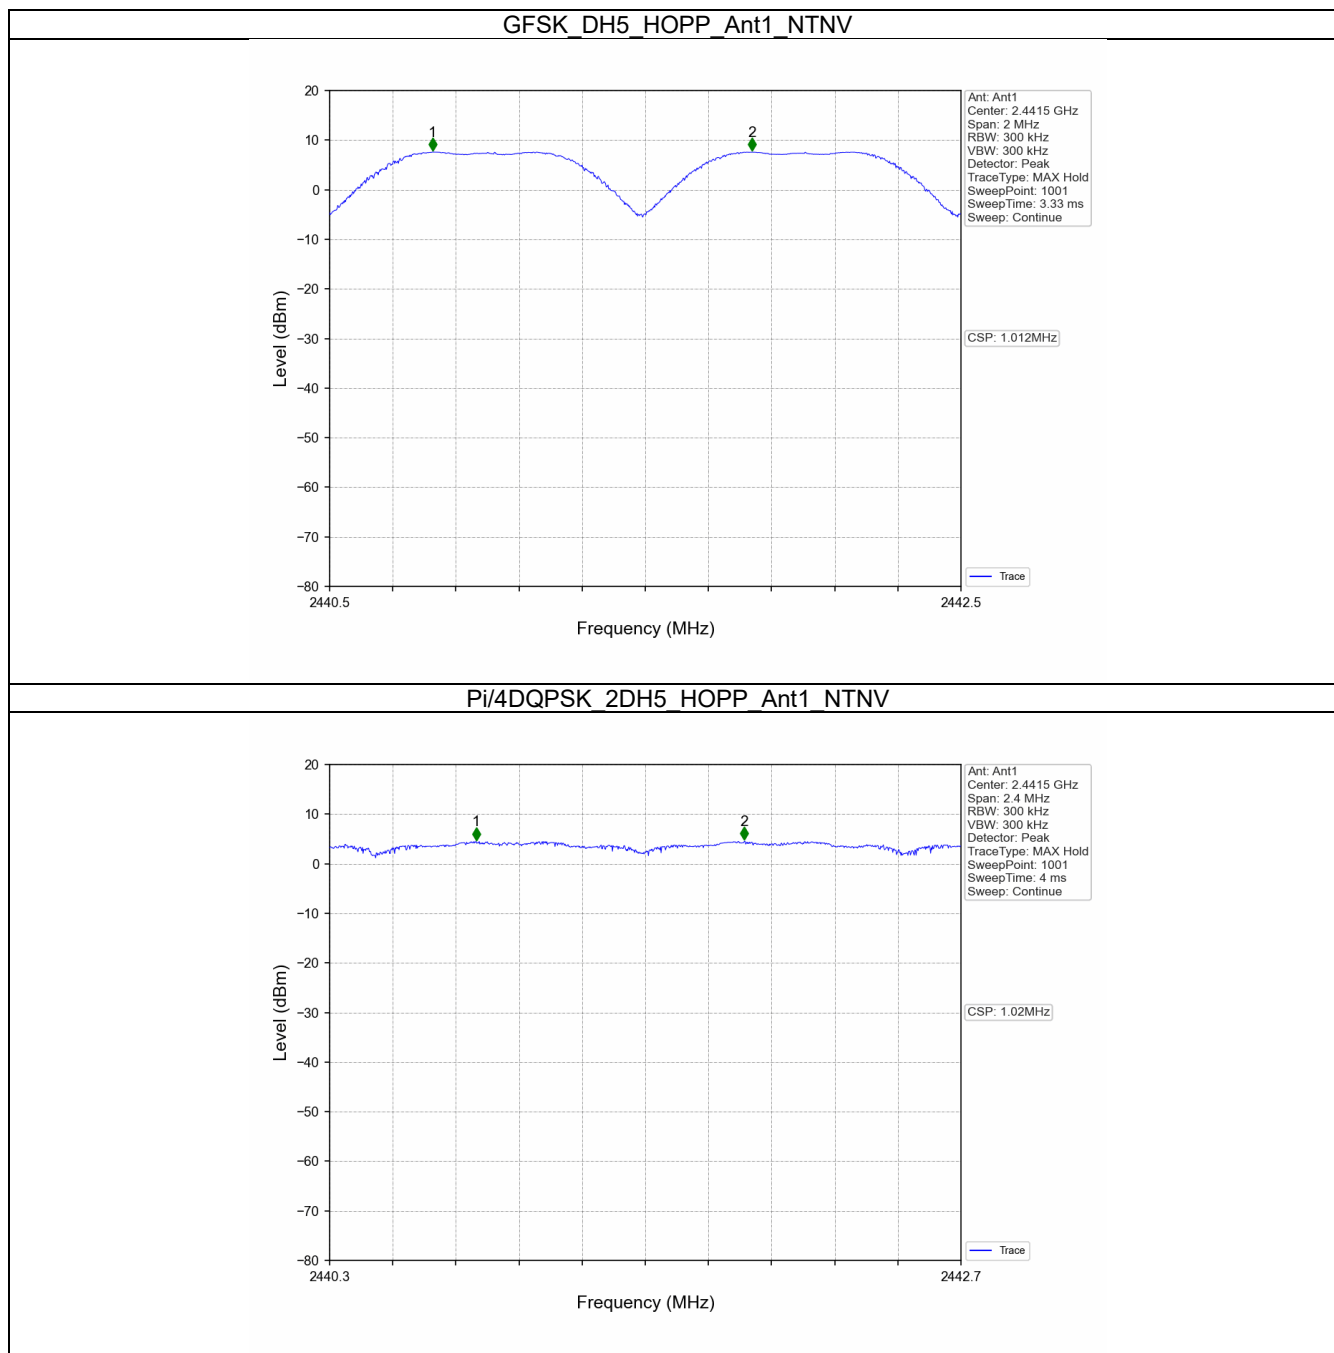 GFSK_DH5_HOPP_Ant1_NTNV
20
10
0
−10
−20
−30
−40
−50
−60
−70
−80
Level (dBm)
1
2
2440.5
2442.5
Frequency (MHz)
Ant: Ant1
Center: 2.4415 GHz
Span: 2 MHz
RBW: 300 kHz
VBW: 300 kHz
Detector: Peak
TraceType: MAX Hold
SweepPoint: 1001
SweepTime: 3.33 ms
Sweep: Continue
CSP: 1.012MHz
Trace
Pi/4DQPSK_2DH5_HOPP_Ant1_NTNV
20
10
0
−10
−20
−30
−40
−50
−60
−70
−80
Level (dBm)
1
2
2440.3
2442.7
Frequency (MHz)
Ant: Ant1
Center: 2.4415 GHz
Span: 2.4 MHz
RBW: 300 kHz
VBW: 300 kHz
Detector: Peak
TraceType: MAX Hold
SweepPoint: 1001
SweepTime: 4 ms
Sweep: Continue
CSP: 1.02MHz
Trace